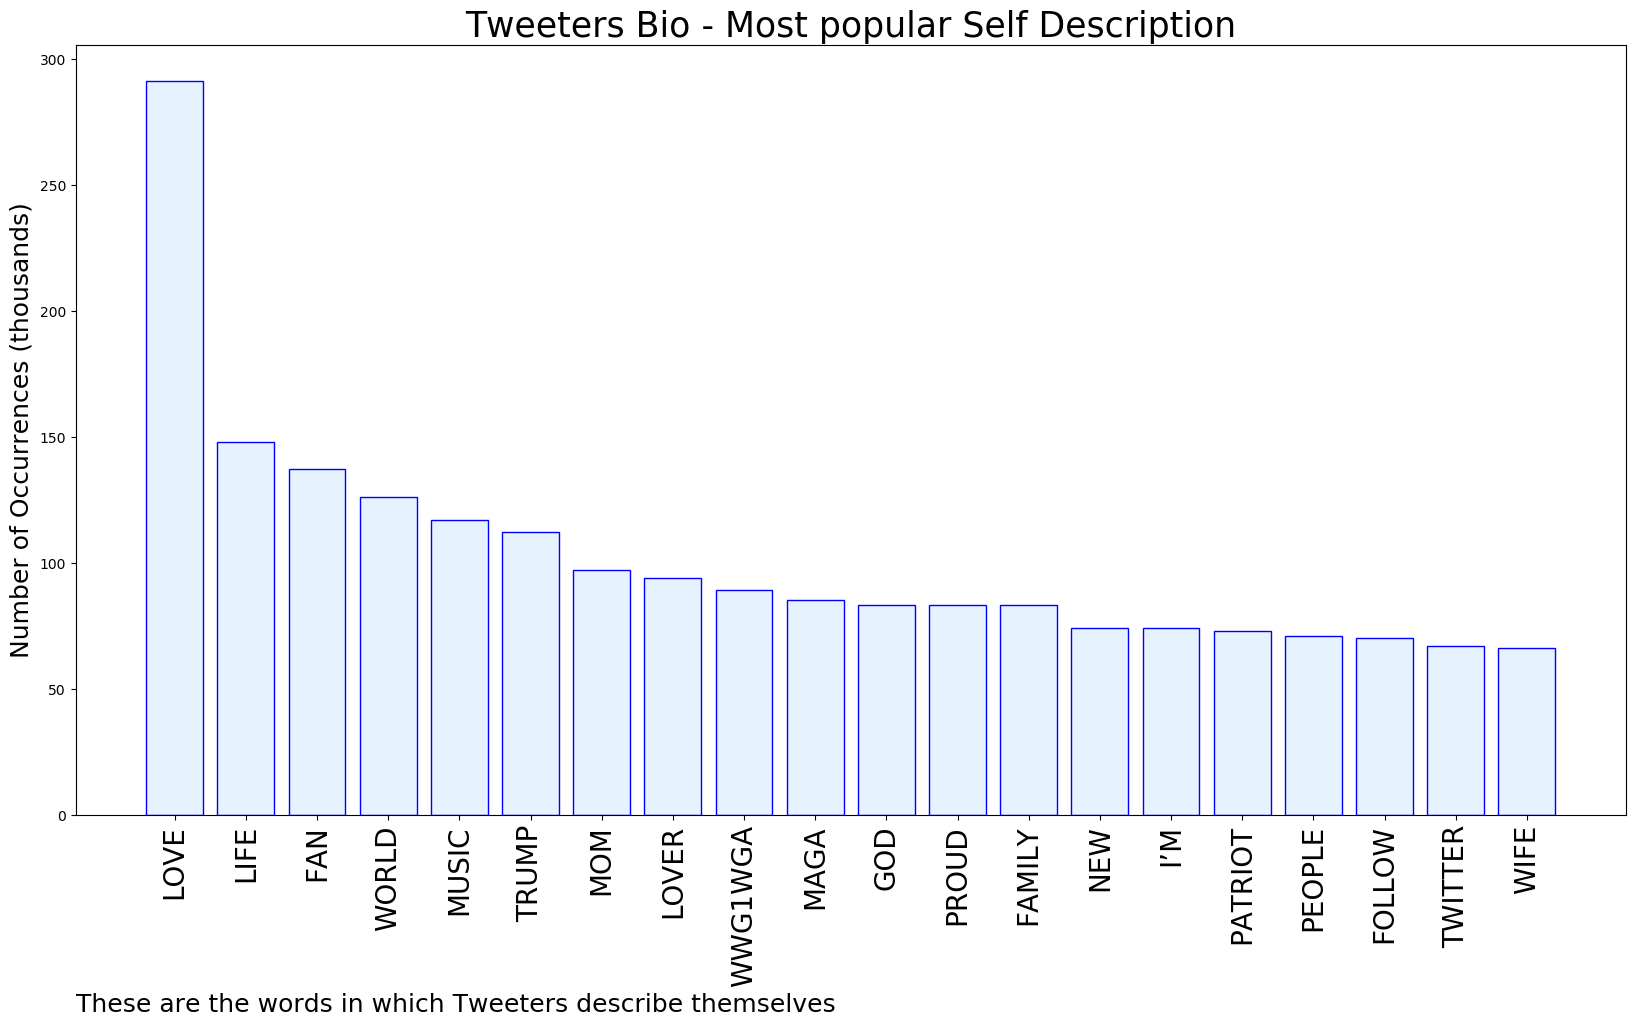 Tweeters Bio - Most popular Self Description
Number of Occurrences (thousands)
300
250
200
150
100
50
0
LOVE
LIFE
FAN
WORLD
MUSIC
TRUMP
MOM
LOVER
WWG1WGA
MAGA
GOD
PROUD
FAMILY
NEW
I’M
PATRIOT
PEOPLE
FOLLOW
TWITTER
WIFE
These are the words in which Tweeters describe themselves